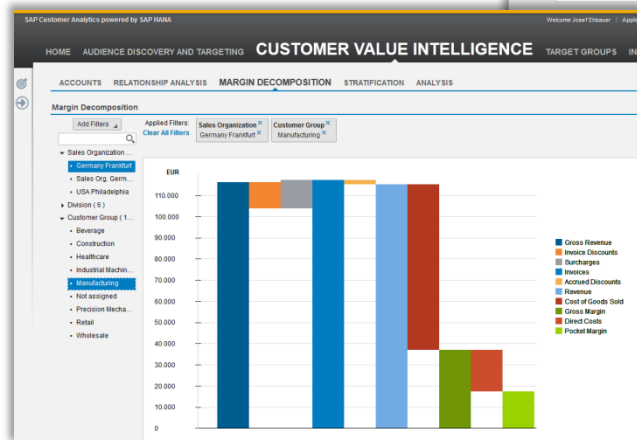 SAP Customer Analytics powered by SAP HANA
Welcome Josef Ehbauer | Appli
HOME AUDIENCE DISCOVERY AND TARGETING CUSTOMER VALUE INTELLIGENCE TARGET GROUPS IN
ACCOUNTS RELATIONSHIP ANALYSIS MARGIN DECOMPOSITION STRATIFICATION ANALYSIS
Margin Decomposition
Add Filters
Applied Filters:
Clear All Filters
Sales Organization ×
Germany Frankfurt ×
Customer Group ×
Manufacturing ×
Sales Organization ...
Germany Frankfurt
Sales Org. Germ...
USA Philadelphia
Division ( 6 )
Customer Group ( 1...
Beverage
Construction
Healthcare
Industrial Machin...
Manufacturing
Not assigned
Precision Mecha...
Retail
Wholesale
EUR
110.000
100.000
90.000
80.000
70.000
60.000
50.000
40.000
30.000
20.000
10.000
0
Gross Revenue
Invoice Discounts
Surcharges
Invoices
Accrued Discounts
Revenue
Cost of Goods Sold
Gross Margin
Direct Costs
Pocket Margin